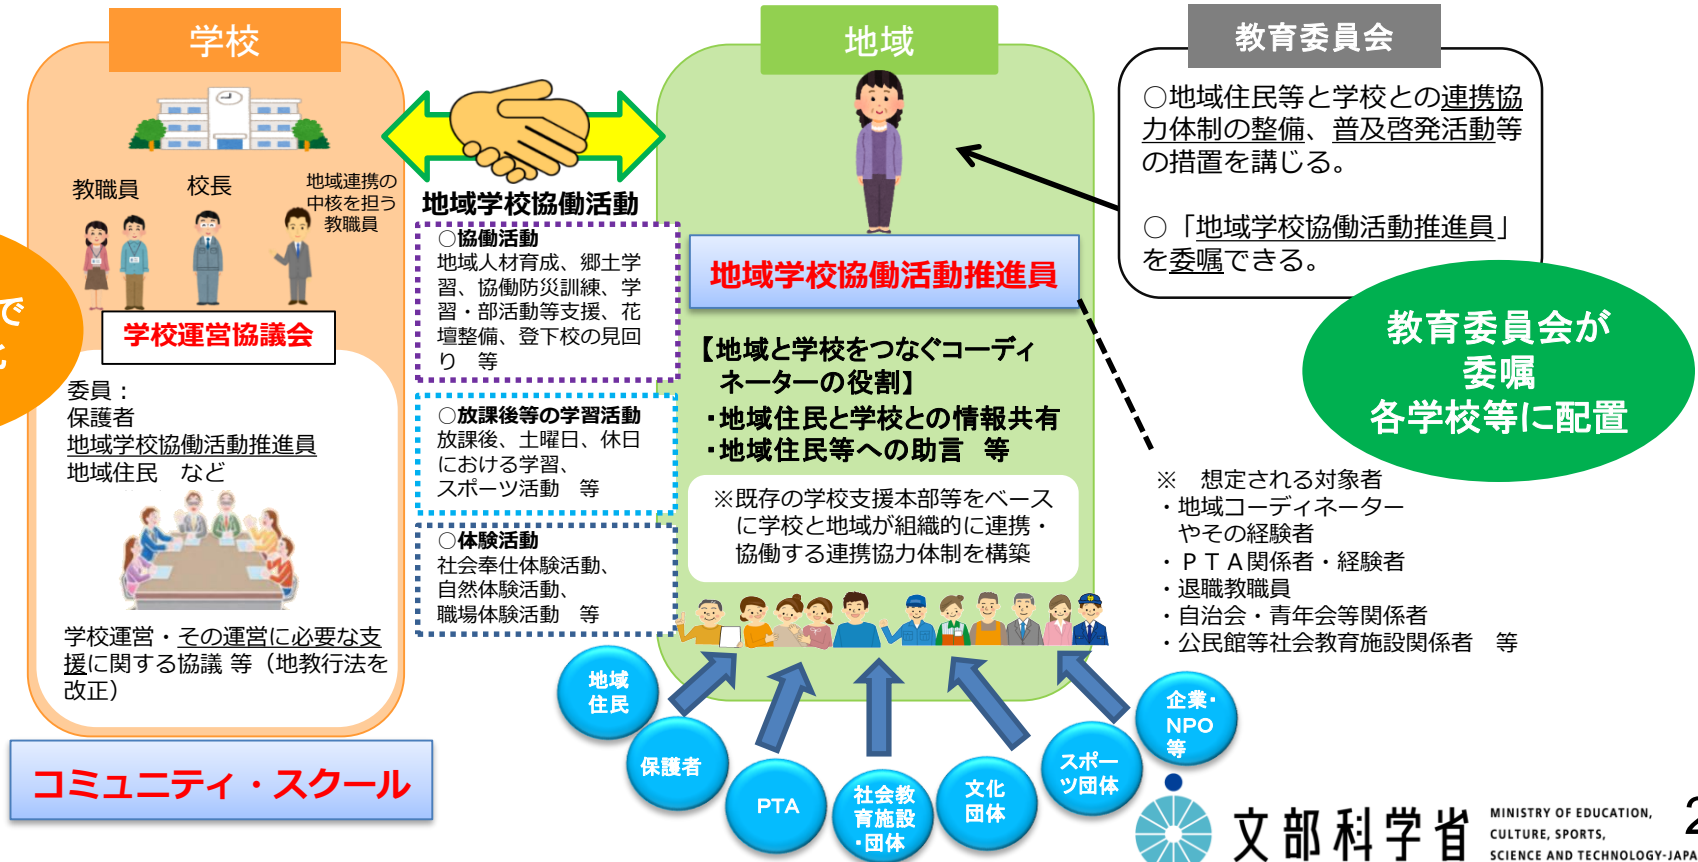 学校
教職員
校長
地域連携の
中核を担う
教職員
で
学校運営協議会
委員：
保護者
地域学校協働活動推進員
地域住民　など
学校運営・その運営に必要な支
援に関する協議 等（地教行法を
改正）
コミュニティ・スクール
地域学校協働活動
○協働活動
地域人材育成、郷土学
習、協働防災訓練、学
習・部活動等支援、花
壇整備、登下校の見回
り　等
○放課後等の学習活動
放課後、土曜日、休日
における学習、
スポーツ活動　等
○体験活動
社会奉仕体験活動、
自然体験活動、
職場体験活動　等
地域
地域学校協働活動推進員
【地域と学校をつなぐコーディ
ネーターの役割】
・地域住民と学校との情報共有
・地域住民等への助言　等
※既存の学校支援本部等をベース
に学校と地域が組織的に連携・
協働する連携協力体制を構築
地域
住民
保護者
PTA
社会教
育施設
・団体
文化
団体
スポー
ツ団体
企業・
NPO
等
教育委員会
○地域住民等と学校との連携協
力体制の整備、普及啓発活動等
の措置を講じる。
○「地域学校協働活動推進員」
を委嘱できる。
教育委員会が
委嘱
各学校等に配置
※　想定される対象者
・地域コーディネーター
やその経験者
・ＰＴＡ関係者・経験者
・退職教職員
・自治会・青年会等関係者
・公民館等社会教育施設関係者　等
文部科学省
MINISTRY OF EDUCATION,
CULTURE, SPORTS,
SCIENCE AND TECHNOLOGY-JAPA
2